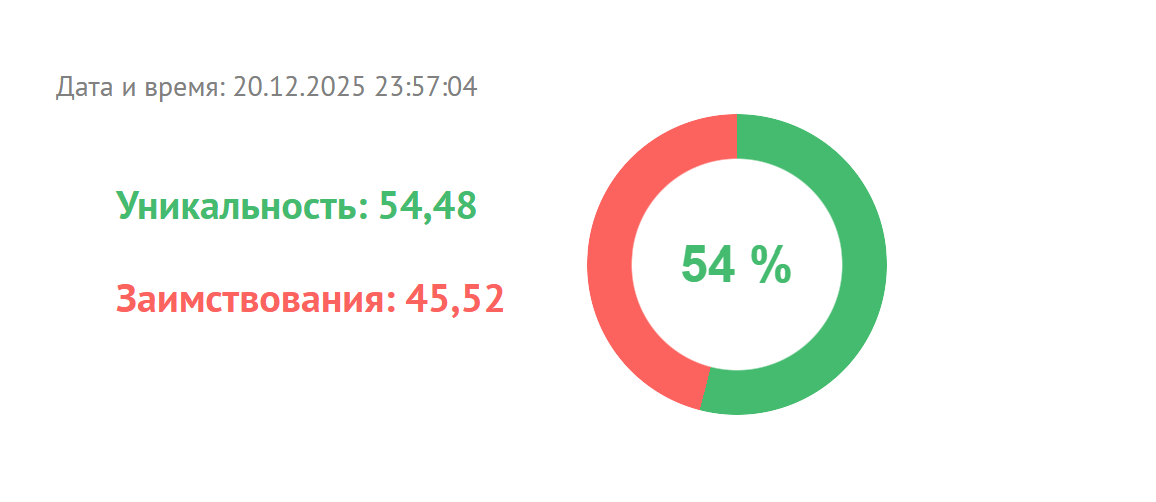 Дата и время: 20.12.2025 23:57:04
Уникальность: 54,48
54 %
Заимствования: 45,52